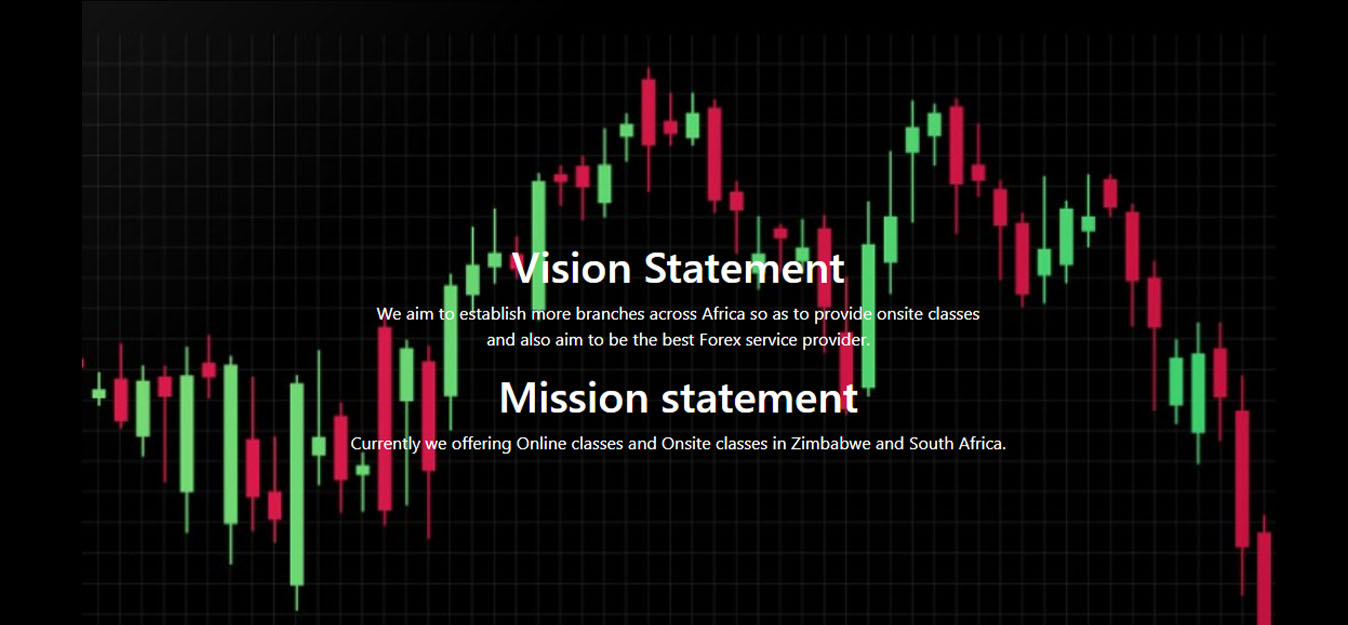 Vision Statement
We aim to establish more branches across Africa so as to provide onsite classes
and also aim to be the best Forex service provider.
Mission statement
Currently we offering Online classes and Onsite classes in Zimbabwe and South Africa.